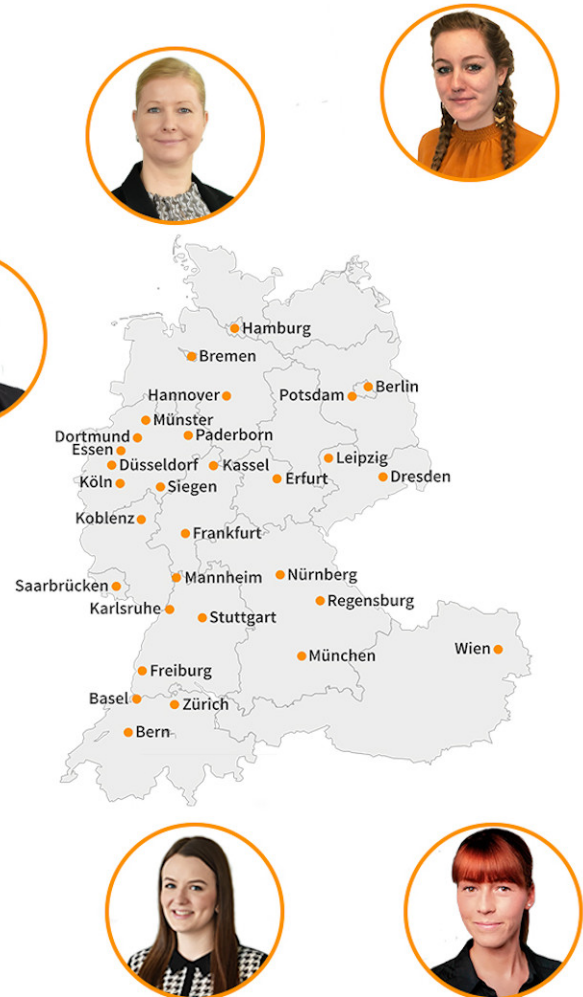 Hamburg
Bremen
Berlin
Hannover
Potsdam
Münster
Dortmund
Paderborn
Essen
Leipzig
Düsseldorf
Kassel
Dresden
Köln
Siegen
Erfurt
Koblenz
Frankfurt
Mannheim
Nürnberg
Saarbrücken
Regensburg
Karlsruhe
Stuttgart
Wien
München
Freiburg
Basel
Zürich
Bern